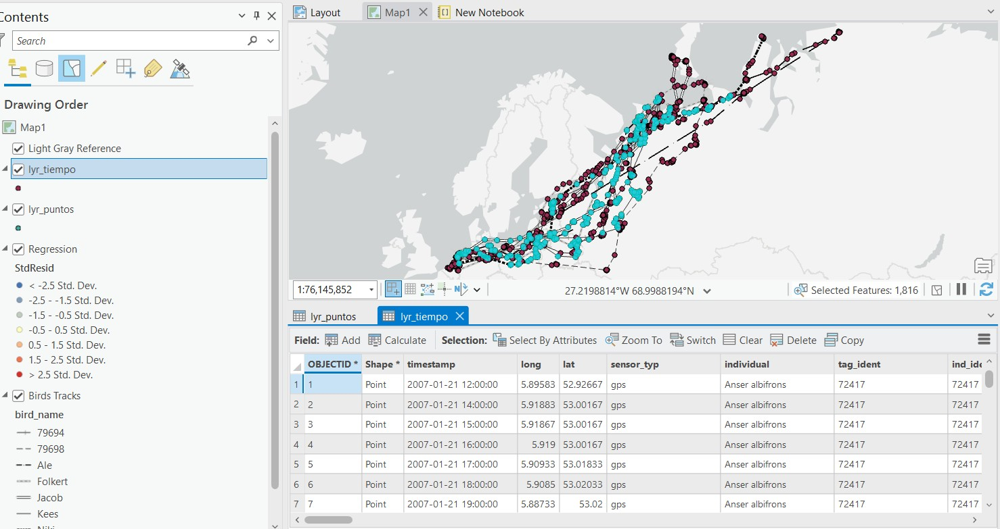 Contents
Search
Drawing Order
Map1
Light Gray Reference
lyr_tiempo
lyr_puntos
Regression
StdResid
< -2.5 Std. Dev.
-2.5 - -1.5 Std. Dev.
-1.5 - -0.5 Std. Dev.
-0.5 - 0.5 Std. Dev.
0.5 - 1.5 Std. Dev.
1.5 - 2.5 Std. Dev.
> 2.5 Std. Dev.
Birds Tracks
bird_name
79694
79698
Ale
Folkert
Jacob
Kees
Layout Map1 New Notebook
1:76,145,852 27.2198814°W 68.9988194°N Selected Features: 1,816
lyr_puntos lyr_tiempo
Field: Add Calculate Selection: Select By Attributes Zoom To Switch Clear Delete Copy
OBJECTID * Shape * timestamp long lat sensor_typ individual tag_ident ind_ide
1 1 Point 2007-01-21 12:00:00 5.89583 52.92667 gps Anser albifrons 72417 72417
2 2 Point 2007-01-21 14:00:00 5.91883 53.00167 gps Anser albifrons 72417 72417
3 3 Point 2007-01-21 15:00:00 5.91867 53.00167 gps Anser albifrons 72417 72417
4 4 Point 2007-01-21 16:00:00 5.919 53.00167 gps Anser albifrons 72417 72417
5 5 Point 2007-01-21 17:00:00 5.90933 53.01833 gps Anser albifrons 72417 72417
6 6 Point 2007-01-21 18:00:00 5.9085 53.02033 gps Anser albifrons 72417 72417
7 7 Point 2007-01-21 19:00:00 5.88733 53.02 gps Anser albifrons 72417 72417